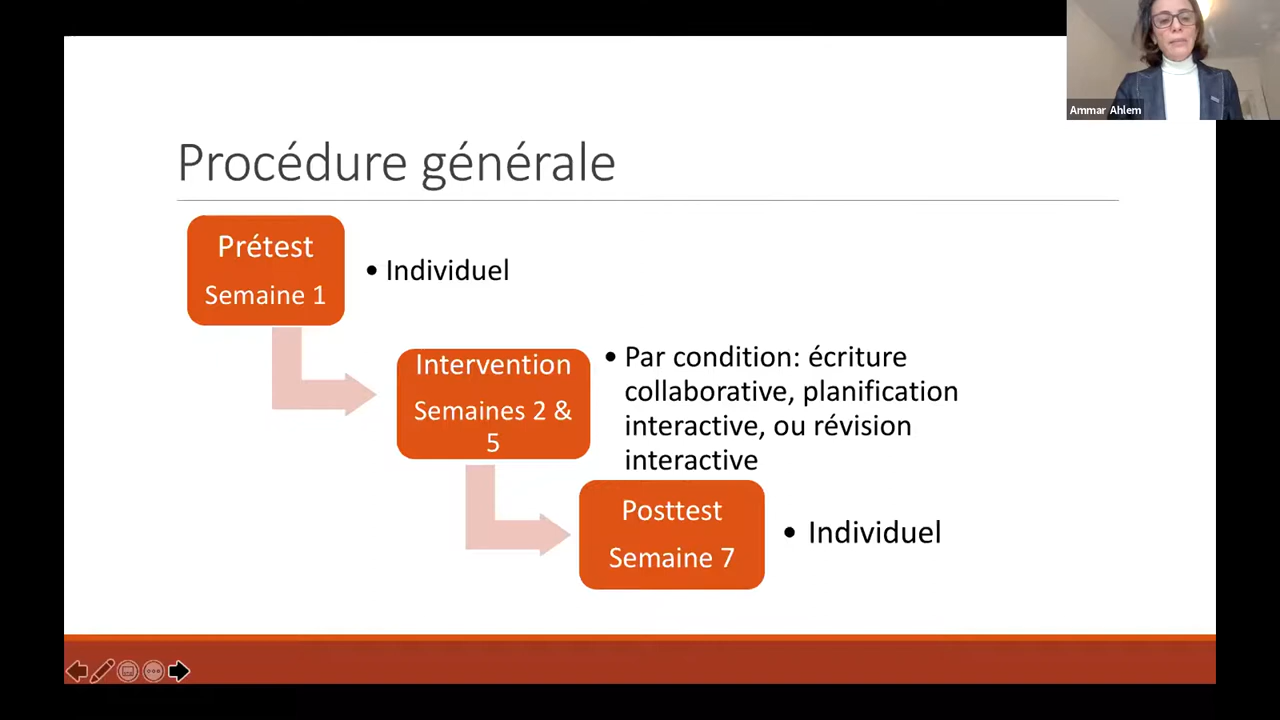 Ammar Ahlem
Procédure générale
Prétest
Semaine 1
• Individuel
Intervention
Semaines 2 &
5
• Par condition: écriture
collaborative, planification
interactive, ou révision
interactive
Posttest
Semaine 7
• Individuel